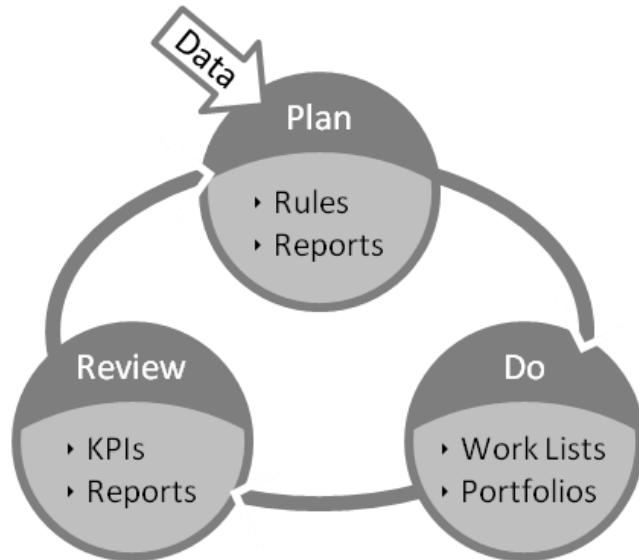 Data
Plan
Rules
Reports
Review
KPIs
Reports
Do
Work Lists
Portfolios